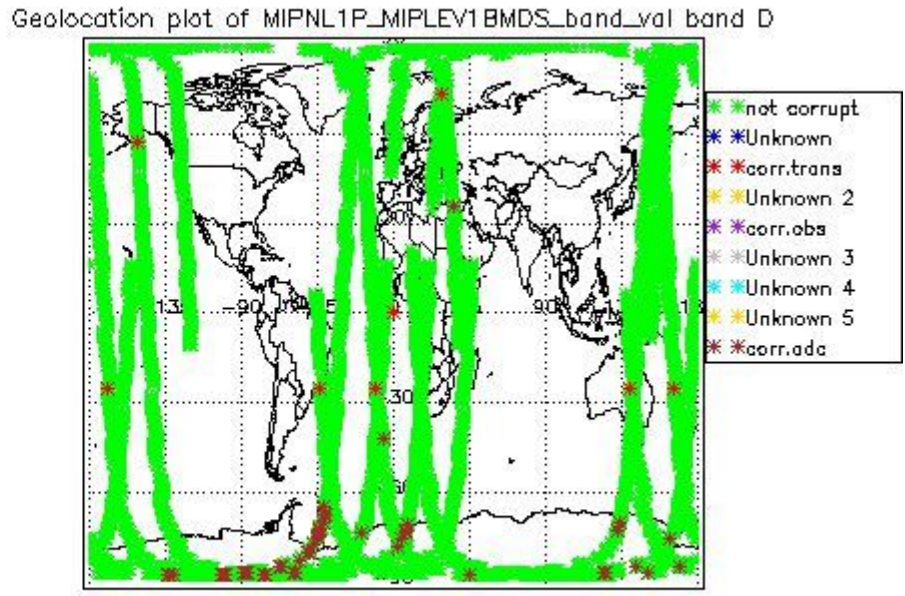 Geolocation plot of MIPNL1P_MIPLEV1BMDS_band_val band D
not corrupt
Unknown
corr.trans
Unknown 2
corr.obs
Unknown 3
Unknown 4
Unknown 5
corr.adc
-90
90
30